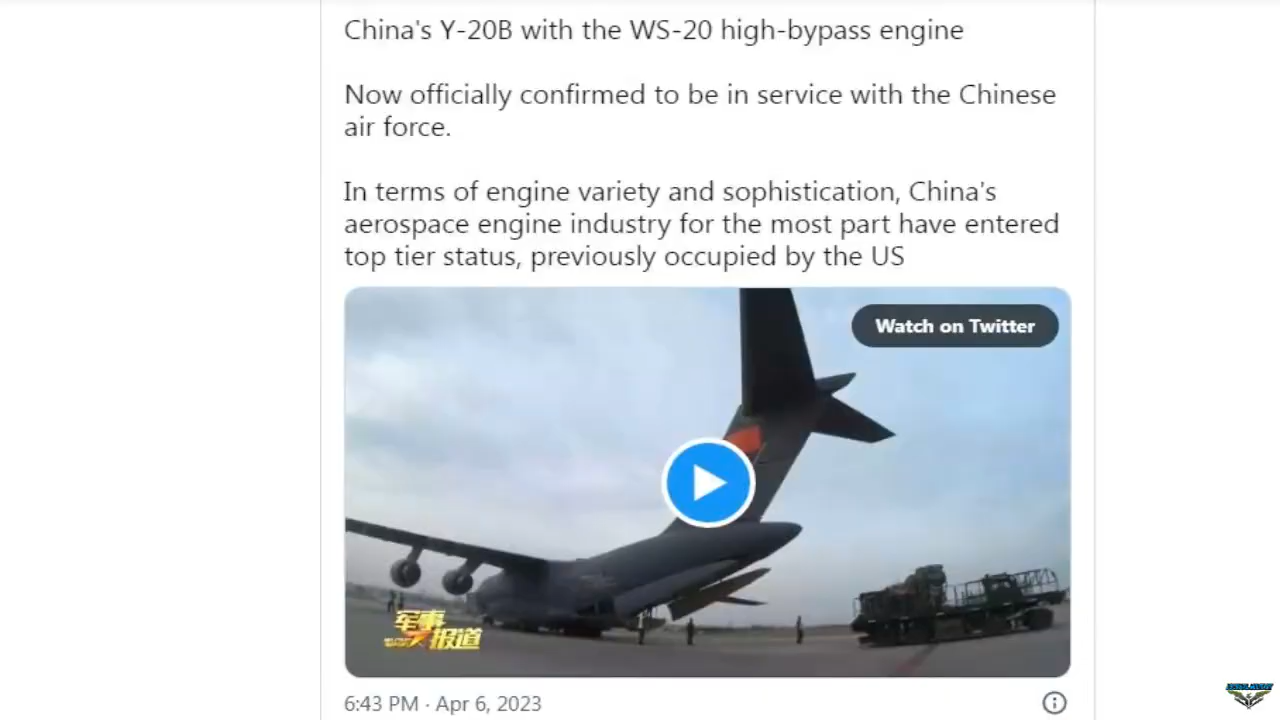 China's Y-20B with the WS-20 high-bypass engine
Now officially confirmed to be in service with the Chinese
air force.
In terms of engine variety and sophistication, China's
aerospace engine industry for the most part have entered
top tier status, previously occupied by the US
Watch on Twitter
军事
报道
6:43 PM · Apr 6, 2023